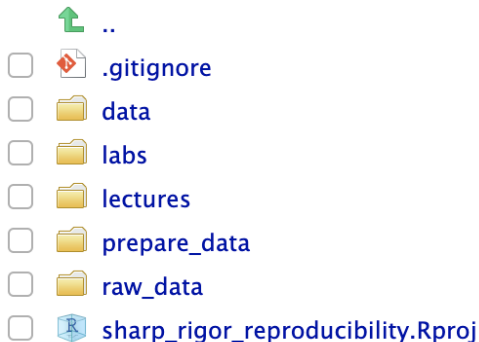 ..
.gitignore
data
labs
lectures
prepare_data
raw_data
sharp_rigor_reproducibility.Rproj